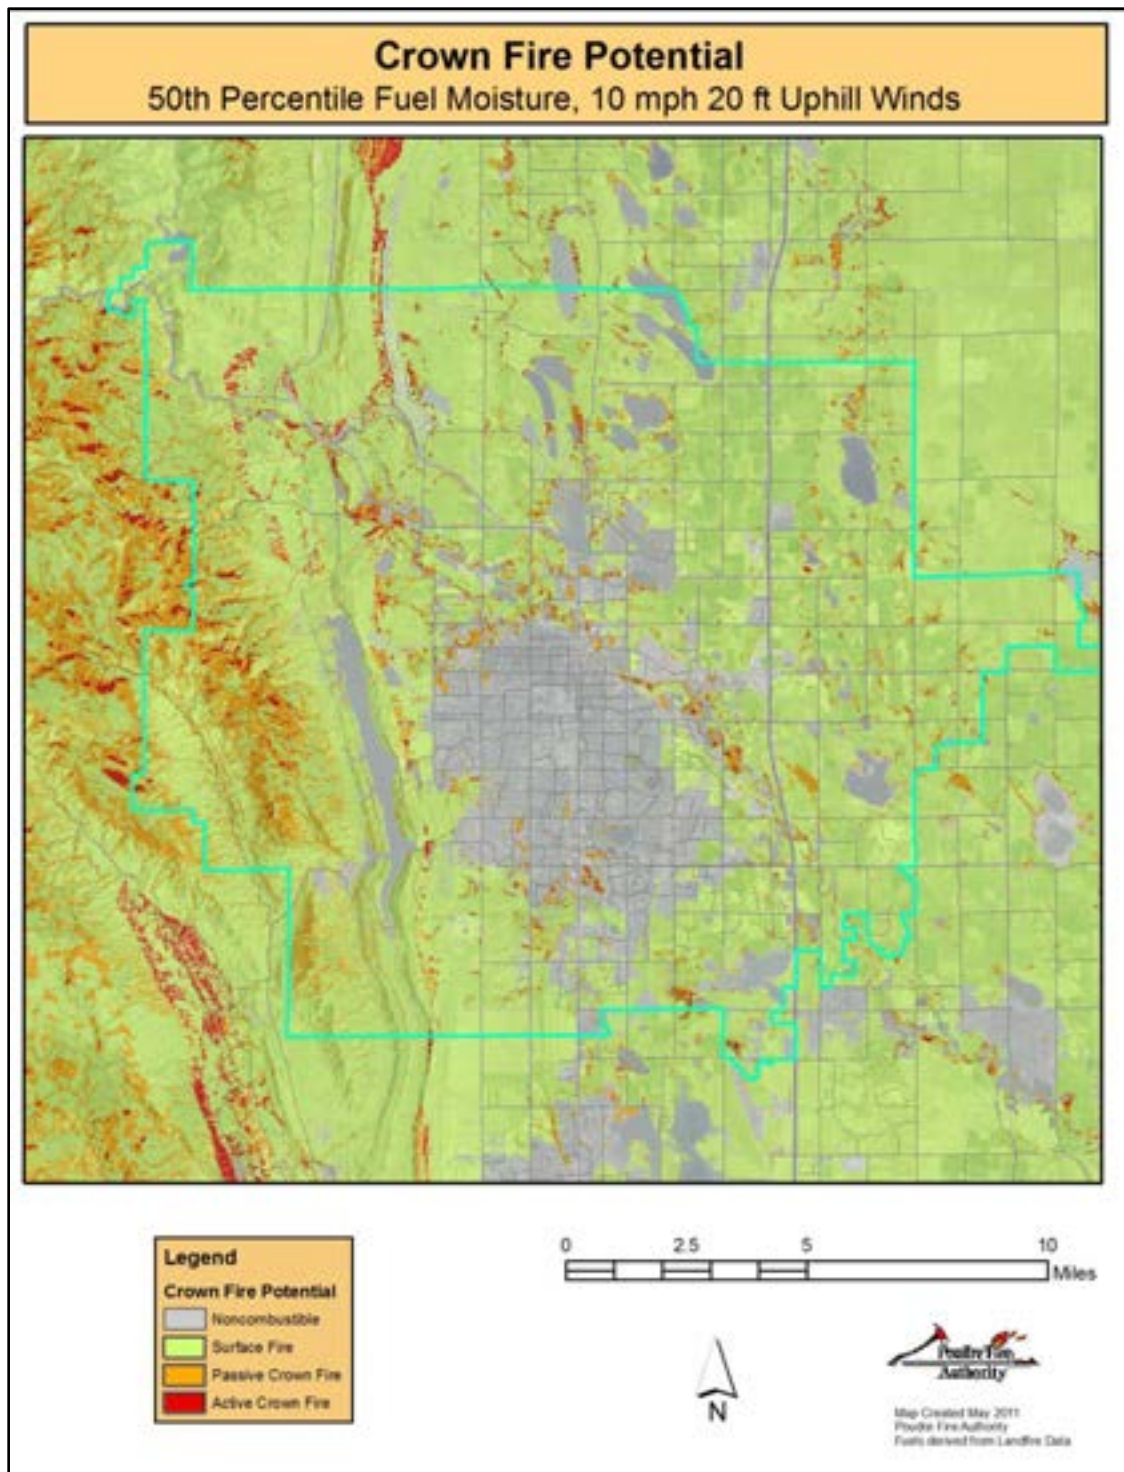 Crown Fire Potential
50th Percentile Fuel Moisture, 10 mph 20 ft Uphill Winds
Legend
Crown Fire Potential
Noncombustible
Surface Fire
Passive Crown Fire
Active Crown Fire
0 2.5 5 10
Miles
N
Poudre Fire
Authority
Map Created May 2011
Poudre Fire Authority
Fuels derived from Landfire Data